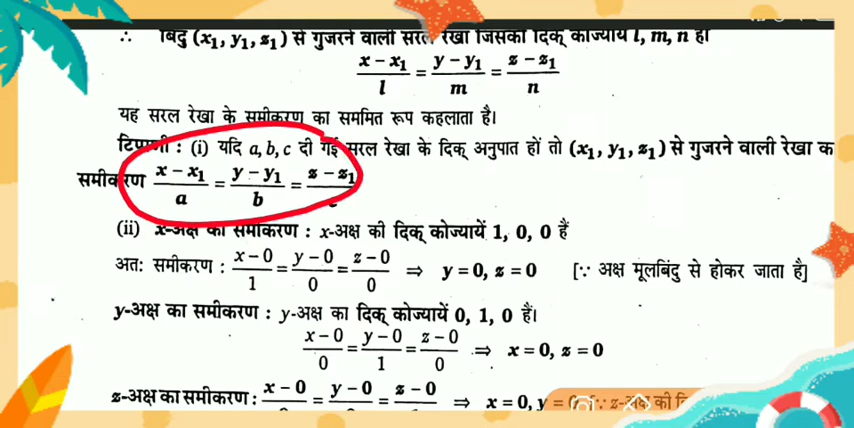 ∴ बिंदु (x₁, y₁, z₁) से गुजरने वाली सरल रेखा जिसकी दिक् कोज्यायें l, m, n हों
(x − x₁)/l = (y − y₁)/m = (z − z₁)/n
यह सरल रेखा के समीकरण का सममित रूप कहलाता है।
टिप्पणी : (i) यदि a, b, c दी गई सरल रेखा के दिक् अनुपात हों तो (x₁, y₁, z₁) से गुजरने वाली रेखा
समीकरण (x − x₁)/a = (y − y₁)/b = (z − z₁)/
(ii) x-अक्ष का समीकरण : x-अक्ष की दिक् कोज्यायें 1, 0, 0 हैं
अतः समीकरण : (x − 0)/1 = (y − 0)/0 = (z − 0)/0 ⇒ y = 0, z = 0 [∵ अक्ष मूलबिंदु से होकर जाता है]
y-अक्ष का समीकरण : y-अक्ष का दिक् कोज्यायें 0, 1, 0 हैं।
(x − 0)/0 = (y − 0)/1 = (z − 0)/0 ⇒ x = 0, z = 0
z-अक्ष का समीकरण : (x − 0)/ = (y − 0)/ = (z − 0)/ ⇒ x = 0, y = 0 ∵ z-अक्ष की